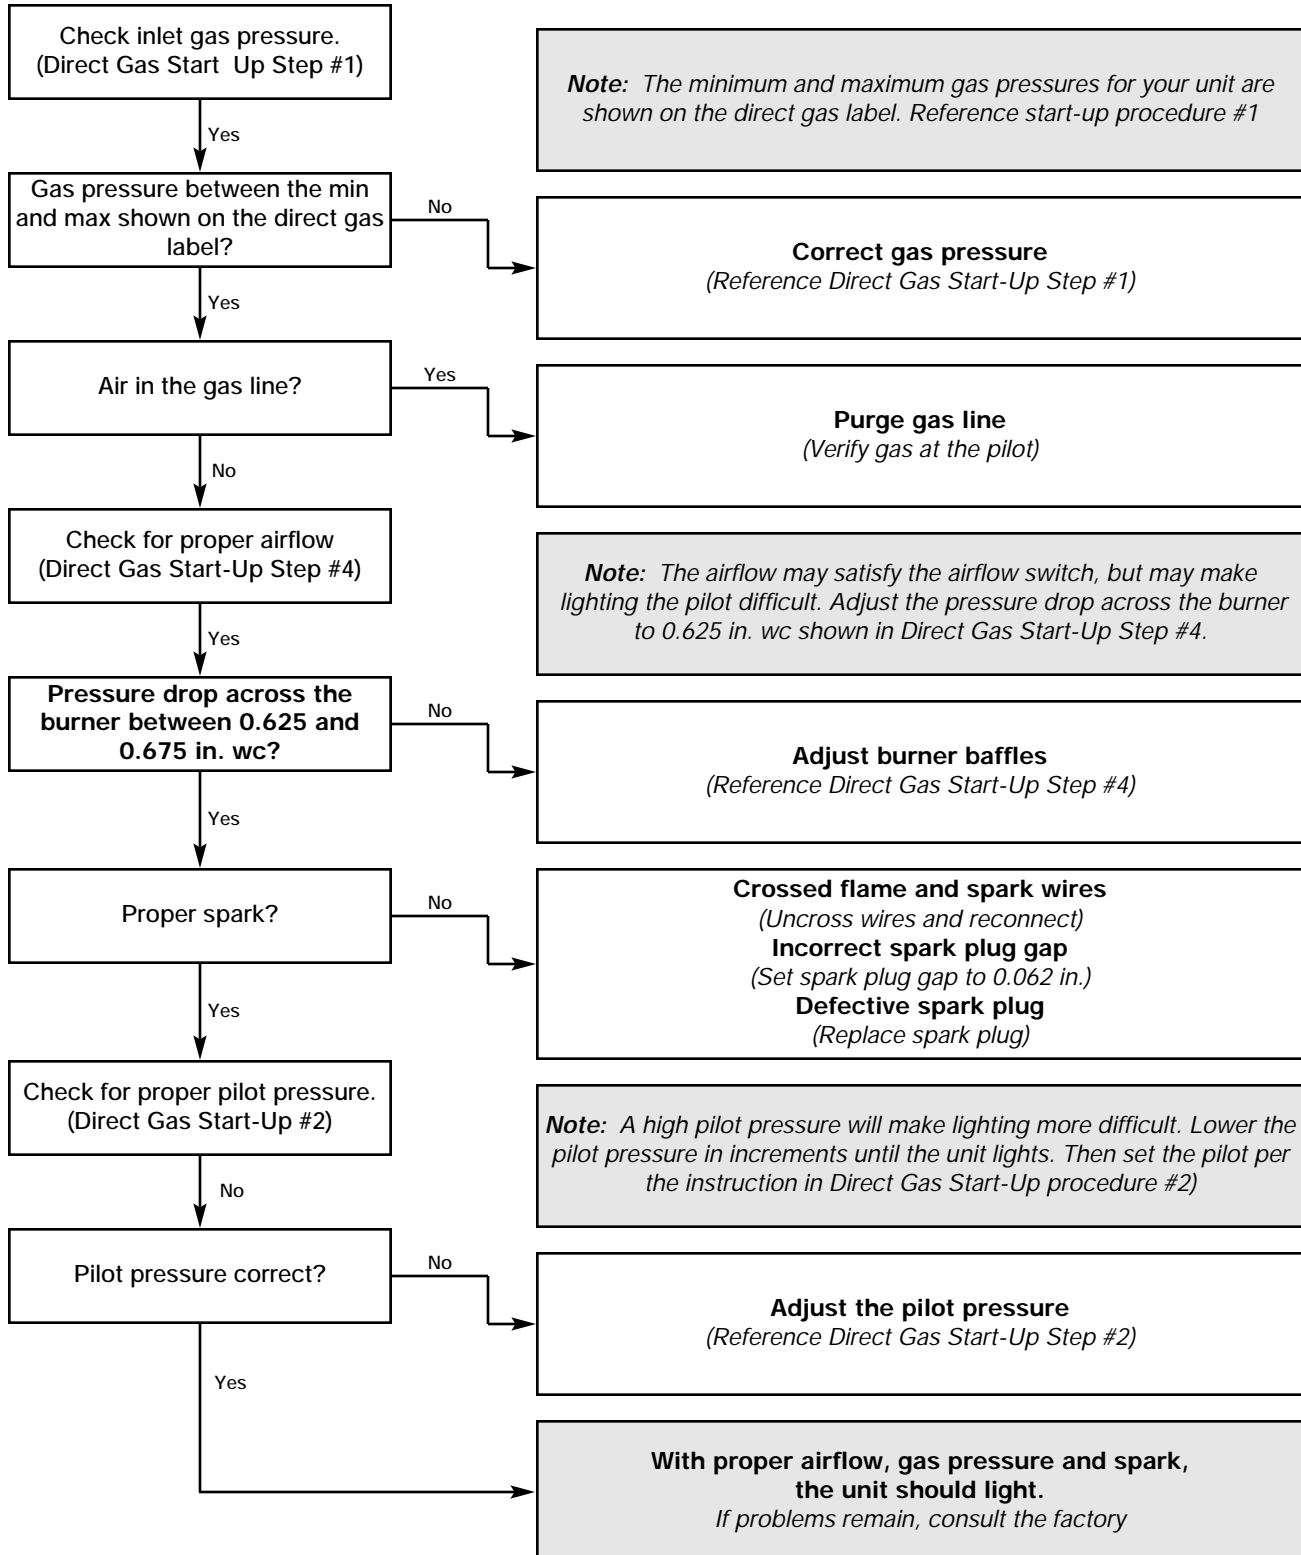 Check inlet gas pressure.
(Direct Gas Start Up Step #1)
Note: The minimum and maximum gas pressures for your unit are
shown on the direct gas label. Reference start-up procedure #1
Yes
Gas pressure between the min
and max shown on the direct gas
label?
No
Correct gas pressure
(Reference Direct Gas Start-Up Step #1)
Yes
Air in the gas line?
Yes
Purge gas line
(Verify gas at the pilot)
No
Check for proper airflow
(Direct Gas Start-Up Step #4)
Note: The airflow may satisfy the airflow switch, but may make
lighting the pilot difficult. Adjust the pressure drop across the burner
to 0.625 in. wc shown in Direct Gas Start-Up Step #4.
Yes
Pressure drop across the
burner between 0.625 and
0.675 in. wc?
No
Adjust burner baffles
(Reference Direct Gas Start-Up Step #4)
Yes
Proper spark?
No
Crossed flame and spark wires
(Uncross wires and reconnect)
Incorrect spark plug gap
(Set spark plug gap to 0.062 in.)
Defective spark plug
(Replace spark plug)
Yes
Check for proper pilot pressure.
(Direct Gas Start-Up #2)
Note: A high pilot pressure will make lighting more difficult. Lower the
pilot pressure in increments until the unit lights. Then set the pilot per
the instruction in Direct Gas Start-Up procedure #2)
No
Pilot pressure correct?
No
Adjust the pilot pressure
(Reference Direct Gas Start-Up Step #2)
Yes
With proper airflow, gas pressure and spark,
the unit should light.
If problems remain, consult the factory